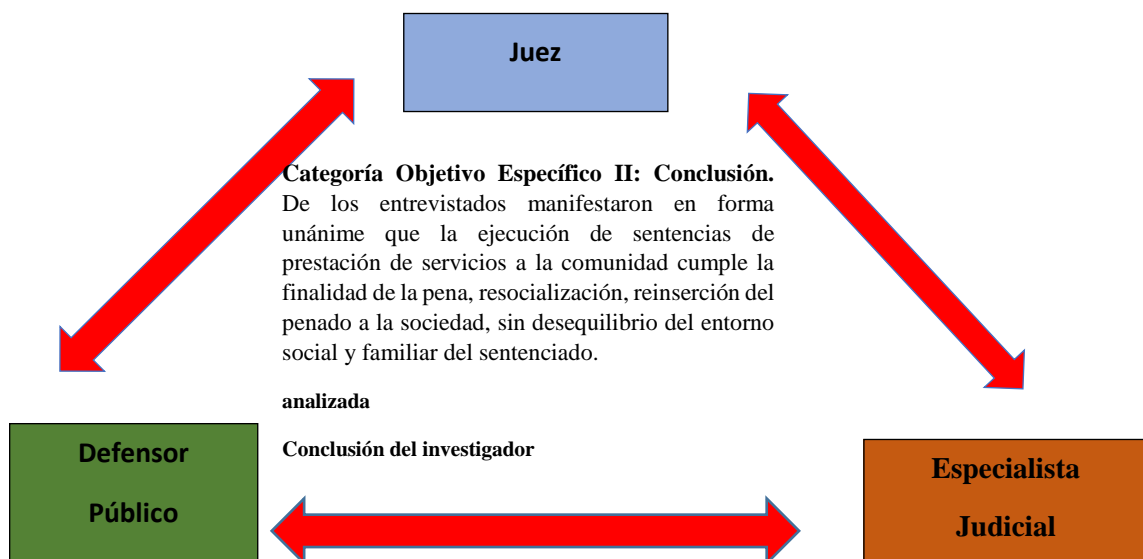 Juez
Categoría Objetivo Específico II: Conclusión.
De los entrevistados manifestaron en forma
unánime que la ejecución de sentencias de
prestación de servicios a la comunidad cumple la
finalidad de la pena, resocialización, reinserción del
penado a la sociedad, sin desequilibrio del entorno
social y familiar del sentenciado.
analizada
Conclusión del investigador
Defensor
Público
Especialista
Judicial